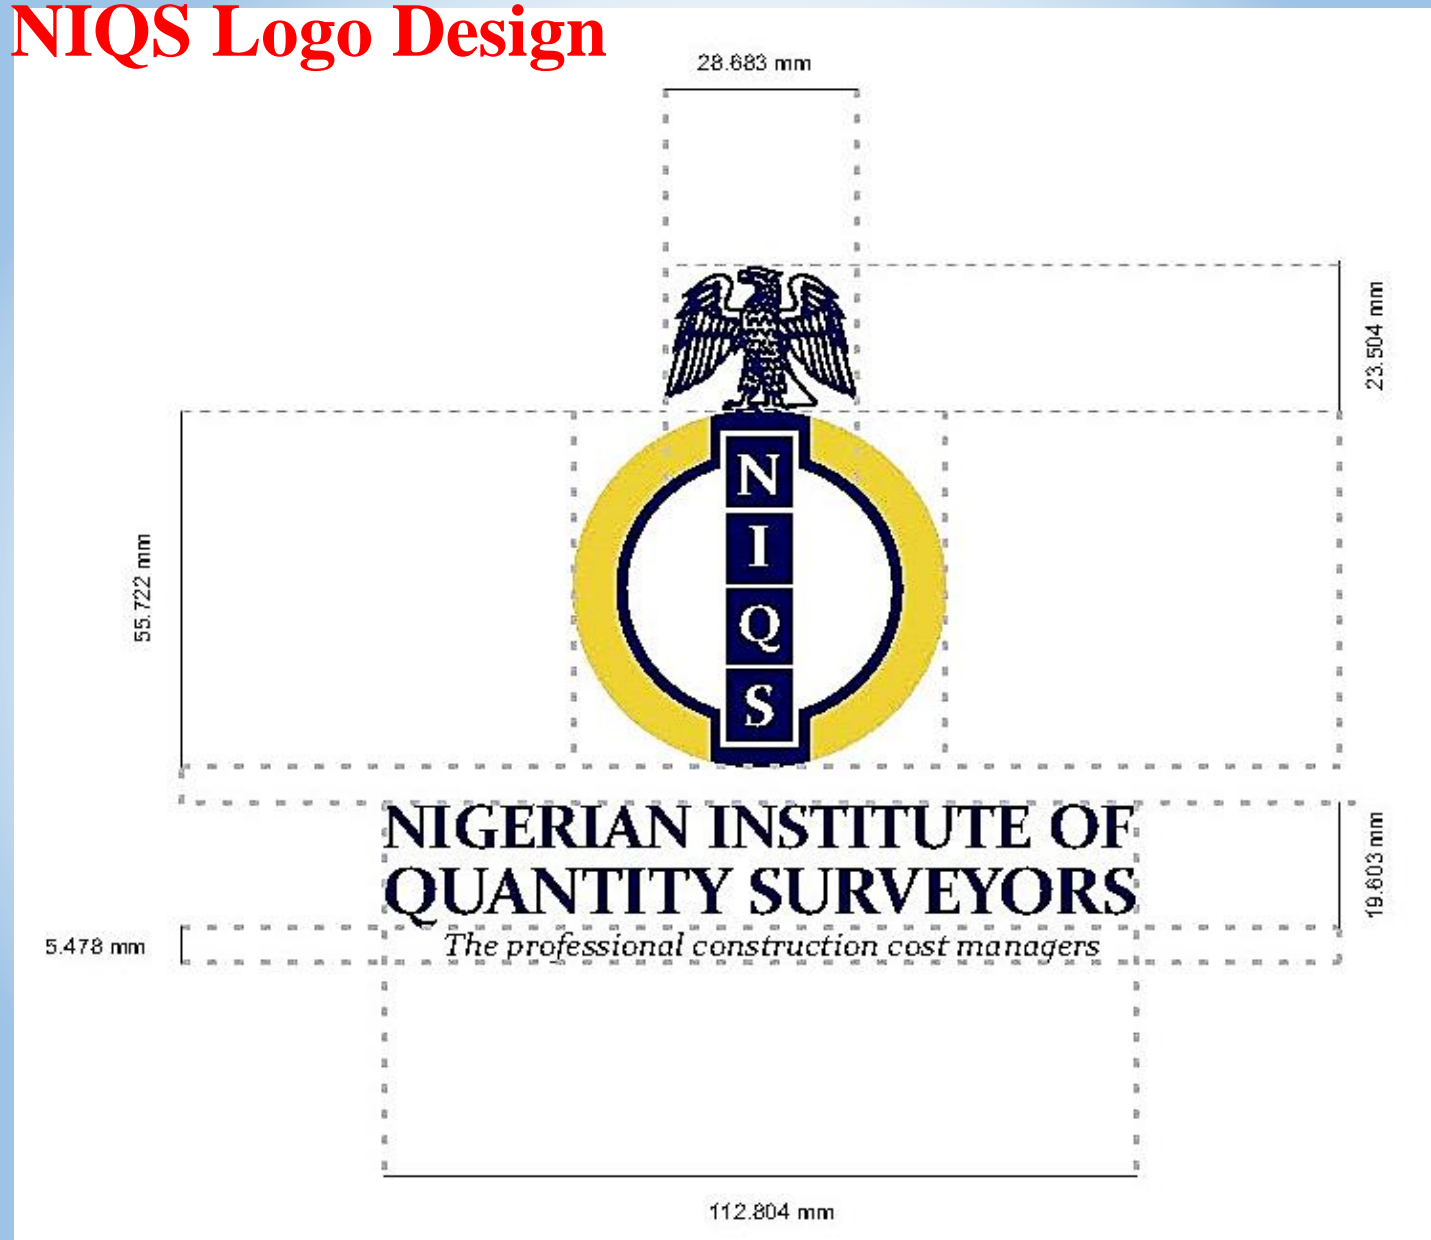 NIQS Logo Design
28.683 mm
23.504 mm
N
I
Q
S
55.722 mm
NIGERIAN INSTITUTE OF
QUANTITY SURVEYORS
19.603 mm
The professional construction cost managers
5.478 mm
112.804 mm